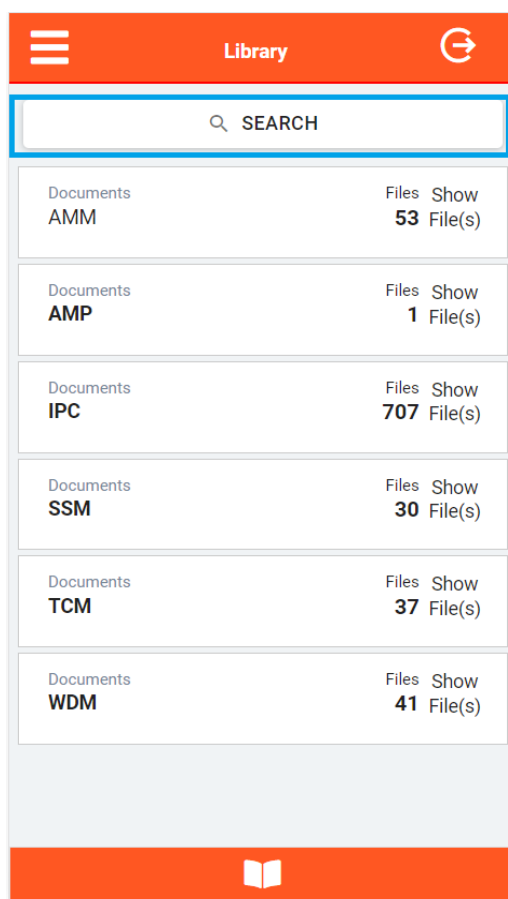 Library
SEARCH
Documents Files Show
AMM 53 File(s)
Documents Files Show
AMP 1 File(s)
Documents Files Show
IPC 707 File(s)
Documents Files Show
SSM 30 File(s)
Documents Files Show
TCM 37 File(s)
Documents Files Show
WDM 41 File(s)